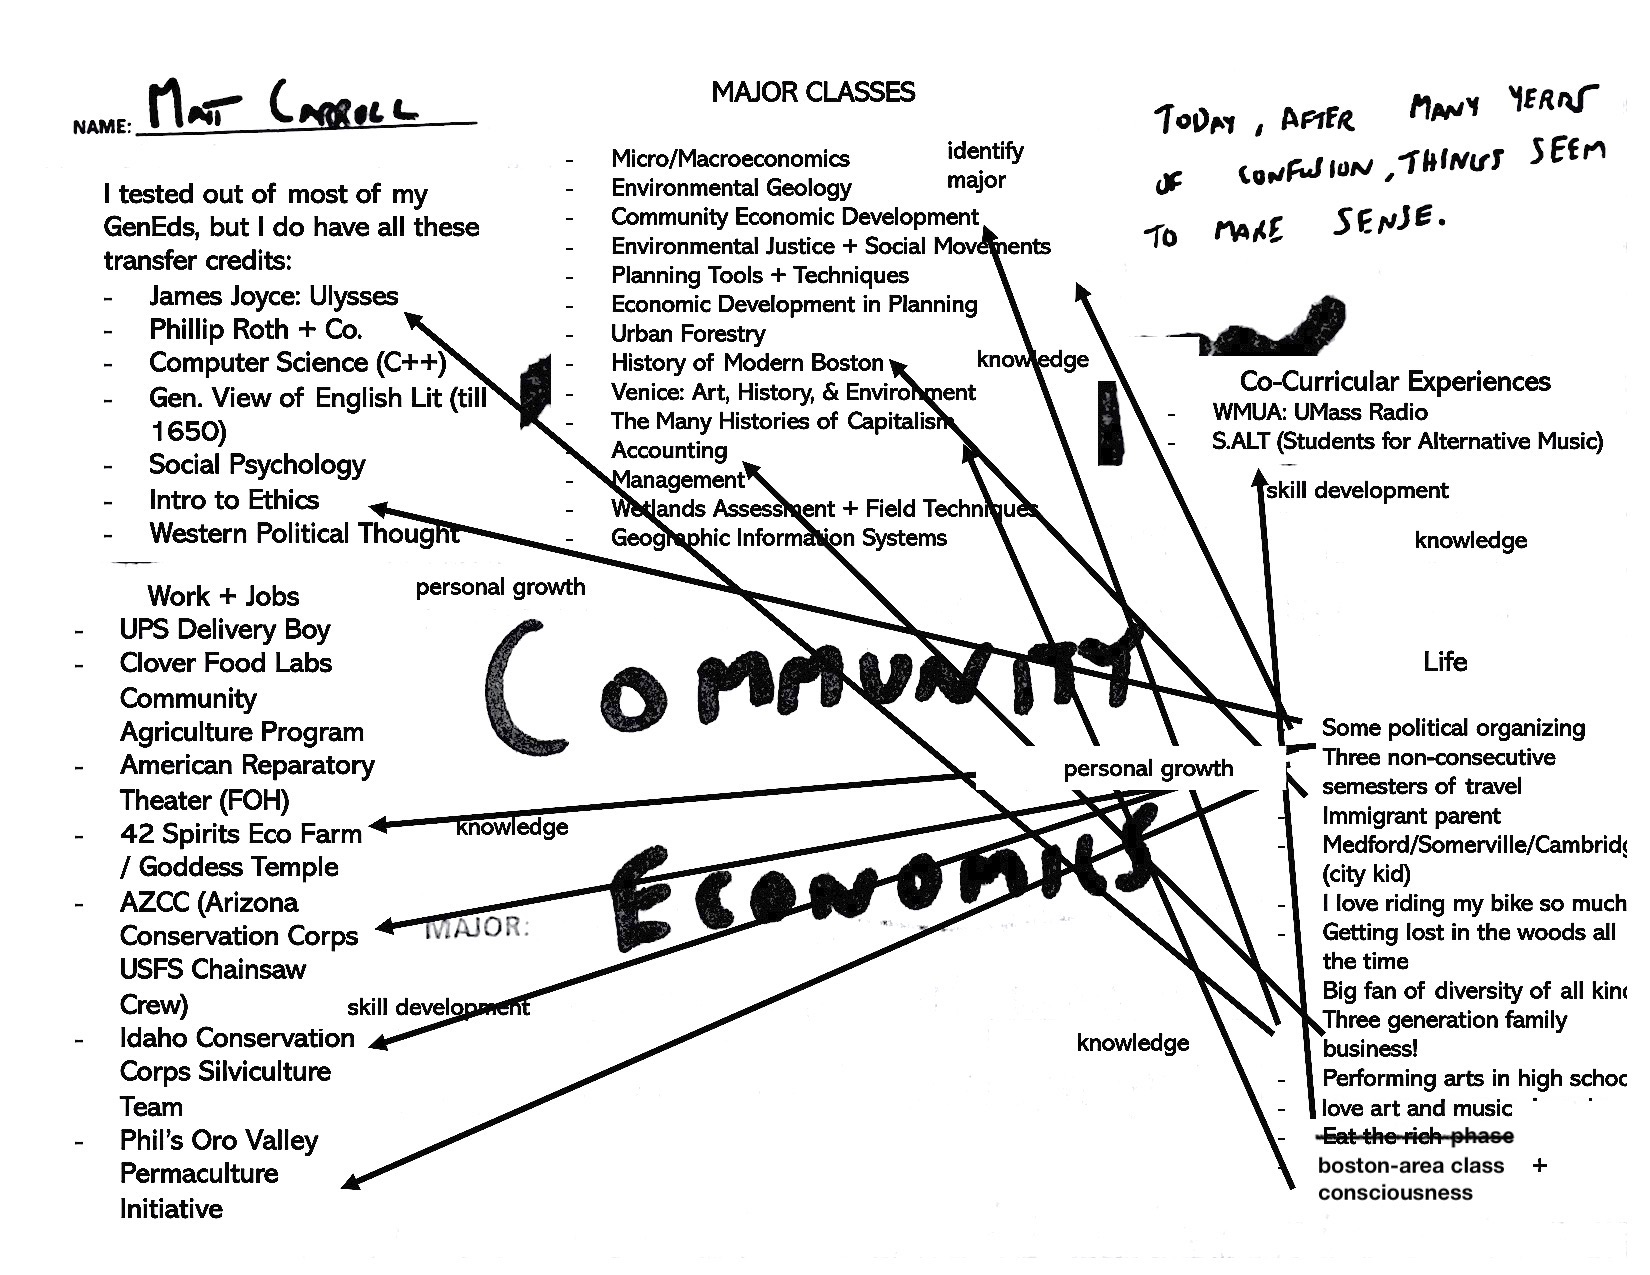 NAME: MATT CARROLL
I tested out of most of my
GenEds, but I do have all these
transfer credits:
- James Joyce: Ulysses
- Phillip Roth + Co.
- Computer Science (C++)
- Gen. View of English Lit (till
1650)
- Social Psychology
- Intro to Ethics
- Western Political Thought
MAJOR CLASSES
- Micro/Macroeconomics
- Environmental Geology
- Community Economic Development
- Environmental Justice + Social Movements
- Planning Tools + Techniques
- Economic Development in Planning
- Urban Forestry
- History of Modern Boston
- Venice: Art, History, & Environment
- The Many Histories of Capitalism
- Accounting
- Management
- Wetlands Assessment + Field Techniques
- Geographic Information Systems
identify
major
knowledge
TODAY, AFTER MANY YEARS
OF CONFUSION, THINGS SEEM
TO MAKE SENSE.
Co-Curricular Experiences
- WMUA: UMass Radio
- S.ALT (Students for Alternative Music)
skill development
knowledge
personal growth
Work + Jobs
- UPS Delivery Boy
- Clover Food Labs
Community
Agriculture Program
- American Reparatory
Theater (FOH)
- 42 Spirits Eco Farm
/ Goddess Temple
- AZCC (Arizona
Conservation Corps
USFS Chainsaw
Crew)
- Idaho Conservation
Corps Silviculture
Team
- Phil's Oro Valley
Permaculture
Initiative
COMMUNITY
personal growth
knowledge
ECONOMICS
MAJOR:
skill development
knowledge
Life
Some political organizing
Three non-consecutive
semesters of travel
- Immigrant parent
- Medford/Somerville/Cambridg
(city kid)
- I love riding my bike so much
- Getting lost in the woods all
the time
Big fan of diversity of all kin
Three generation family
business!
- Performing arts in high schoo
- love art and music
- Eat the rich phase
- boston-area class +
consciousness